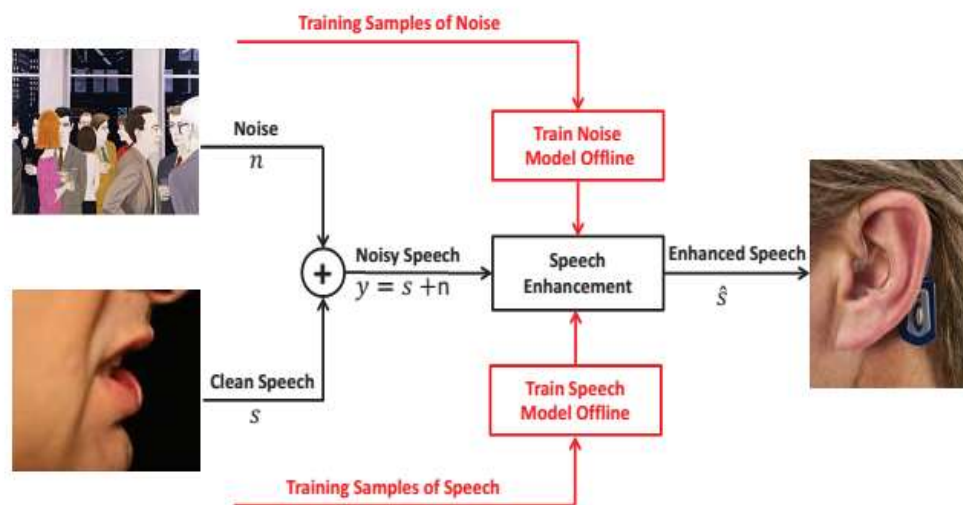 Training Samples of Noise
Noise
n
Train Noise
Model Offline
+
Noisy Speech
y = s +n
Speech
Enhancement
Enhanced Speech
ŝ
Clean Speech
s
Train Speech
Model Offline
Training Samples of Speech